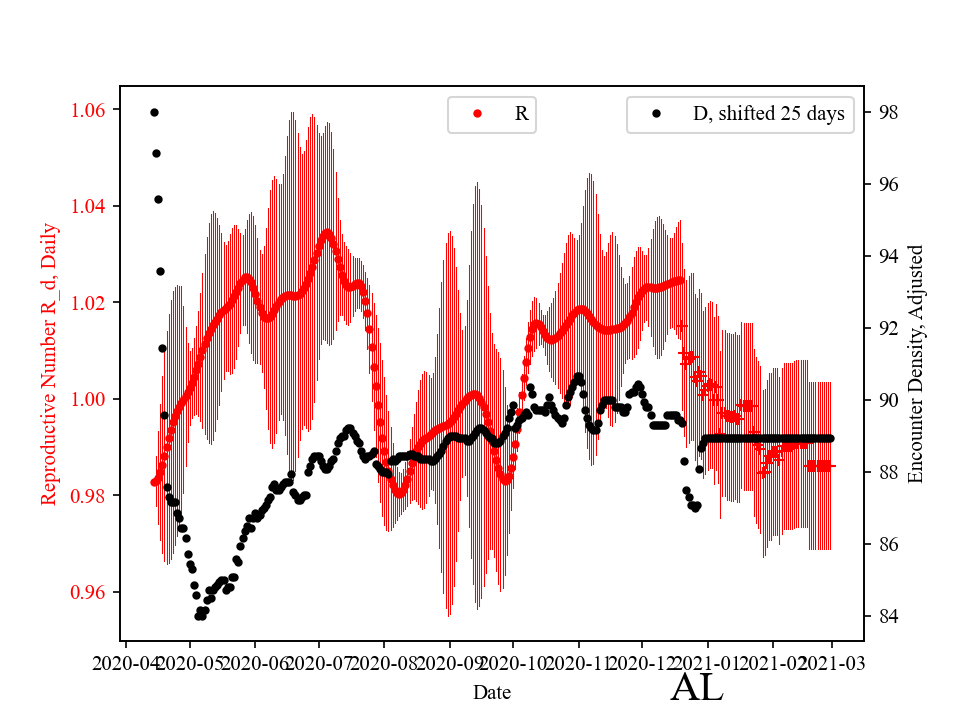 R
D, shifted 25 days
1.06
1.04
1.02
1.00
0.98
0.96
Reproductive Number R_d, Daily
98
96
94
92
90
88
86
84
Encounter Density, Adjusted
2020-04 2020-05 2020-06 2020-07 2020-08 2020-09 2020-10 2020-11 2020-12 2021-01 2021-02 2021-03
Date
AL